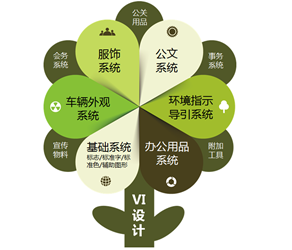 公关
用品
会务
系统
服饰
系统
公文
系统
事务
系统
车辆外观
系统
环境指示
导引系统
宣传
物料
基础系统
标志/标准字/标
准色/辅助图形
办公用品
系统
附加
工具
VI
设
计